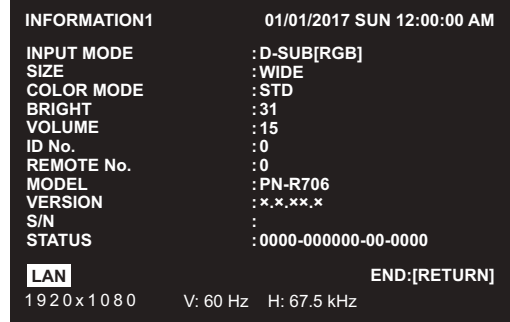 INFORMATION1 01/01/2017 SUN 12:00:00 AM
INPUT MODE :D-SUB[RGB]
SIZE :WIDE
COLOR MODE :STD
BRIGHT :31
VOLUME :15
ID No. :0
REMOTE No. :0
MODEL :PN-R706
VERSION :×.×.××.×
S/N :
STATUS :0000-000000-00-0000
LAN END:[RETURN]
1920x1080 V: 60 Hz H: 67.5 kHz